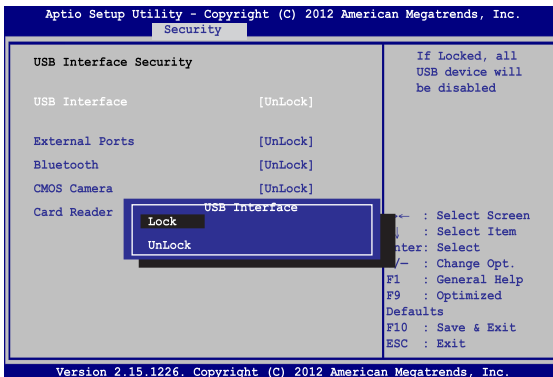 Aptio Setup Utility - Copyright (C) 2012 American Megatrends, Inc.
Security
USB Interface Security
USB Interface [UnLock]
External Ports [UnLock]
Bluetooth [UnLock]
CMOS Camera [UnLock]
Card Reader
USB Interface
Lock
UnLock
If Locked, all
USB device will
be disabled
← : Select Screen
: Select Item
nter: Select
/— : Change Opt.
F1 : General Help
F9 : Optimized
Defaults
F10 : Save & Exit
ESC : Exit
Version 2.15.1226. Copyright (C) 2012 American Megatrends, Inc.